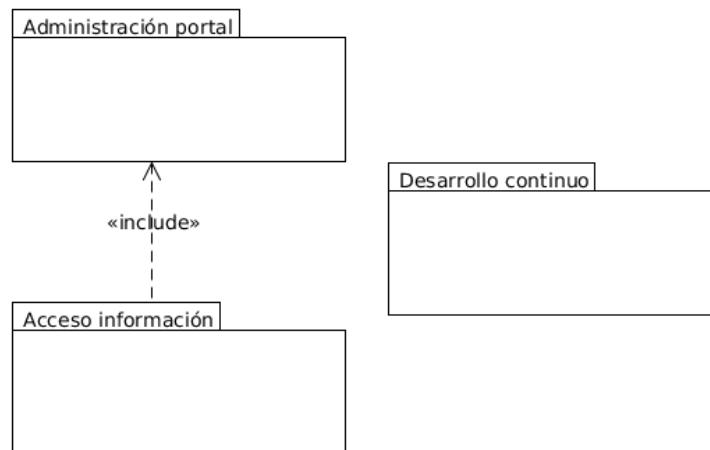 Administración portal
Desarrollo continuo
«include»
Acceso información